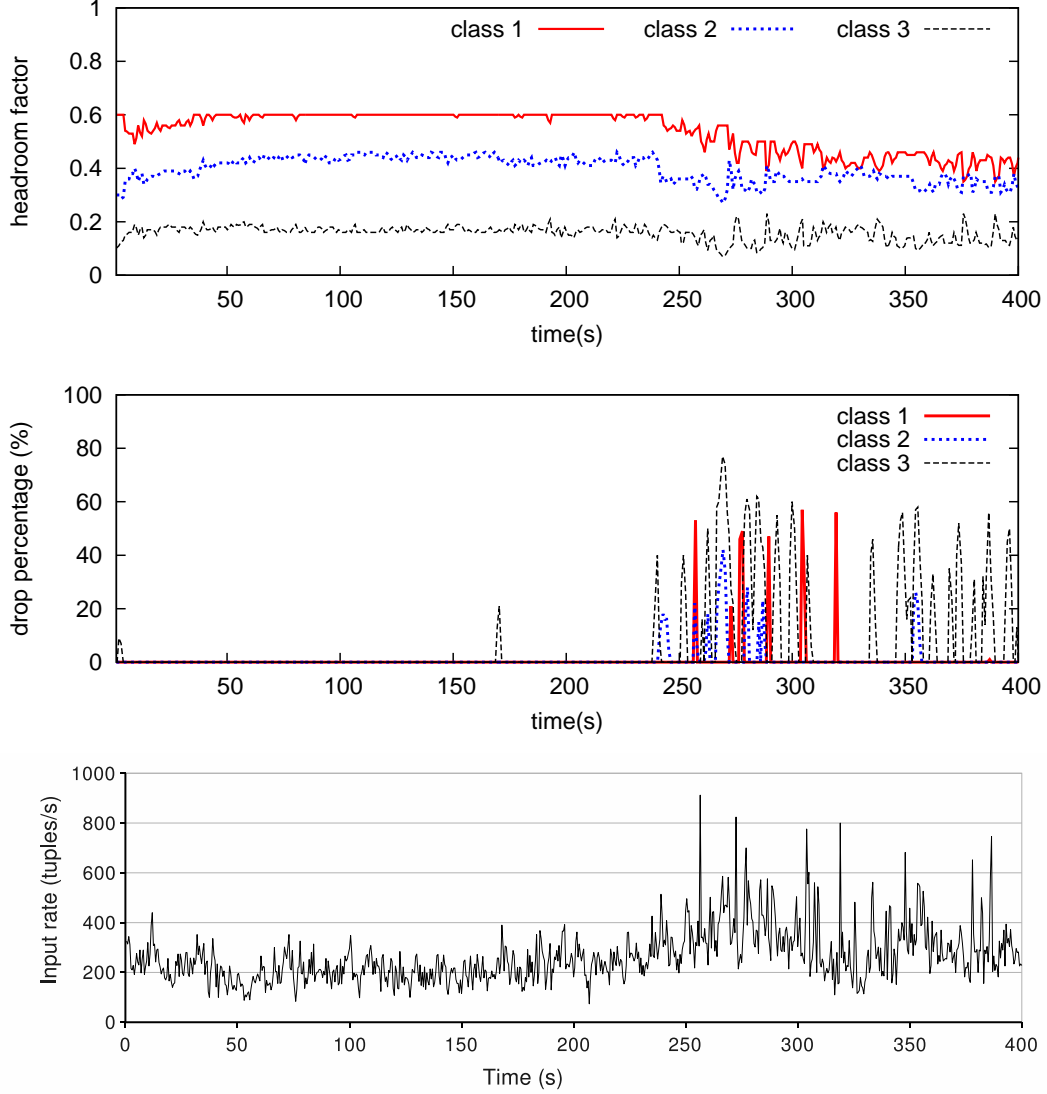 1
class 1 class 2 class 3
0.8
0.6
0.4
0.2
0
headroom factor
50 100 150 200 250 300 350 400
time(s)
100
class 1
80
class 2
class 3
60
40
20
0
drop percentage (%)
50 100 150 200 250 300 350 400
time(s)
1000
800
600
400
200
0
Input rate (tuples/s)
0 50 100 150 200 250 300 350 400
Time (s)